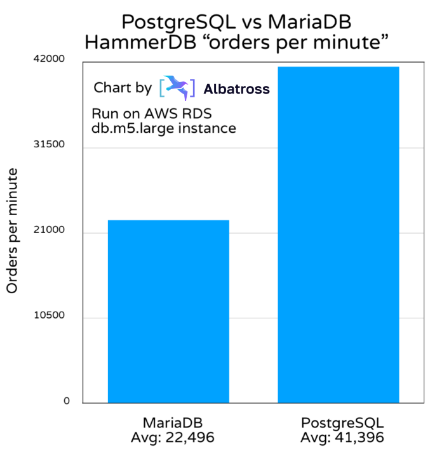 PostgreSQL vs MariaDB
HammerDB “orders per minute”
42000
Chart by [ ] Albatross
Run on AWS RDS
db.m5.large instance
31500
21000
10500
0
Orders per minute
MariaDB
Avg: 22,496
PostgreSQL
Avg: 41,396